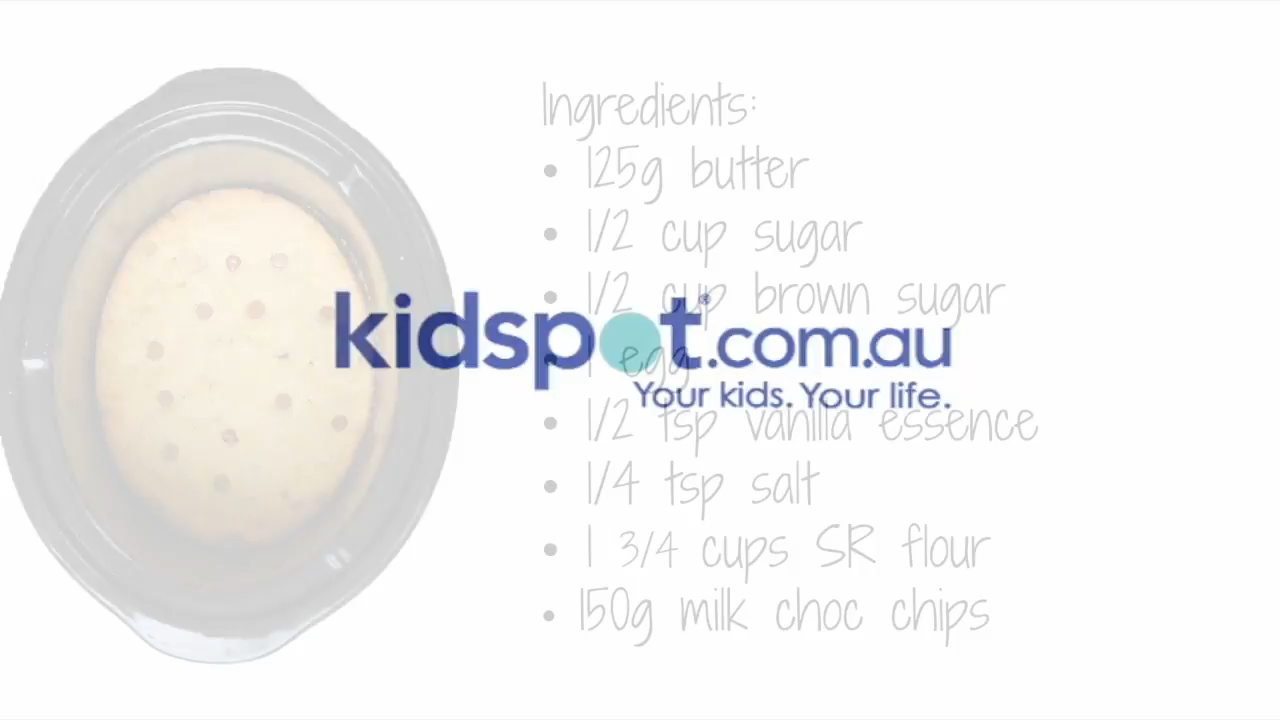 Ingredients:
• 125g butter
• 1/2 cup sugar
• 1/2 cup brown sugar
kidspot®.com.au
• 1 egg
Your kids. Your life.
• 1/2 tsp vanilla essence
• 1/4 tsp salt
• 1 3/4 cups SR flour
• 150g milk choc chips